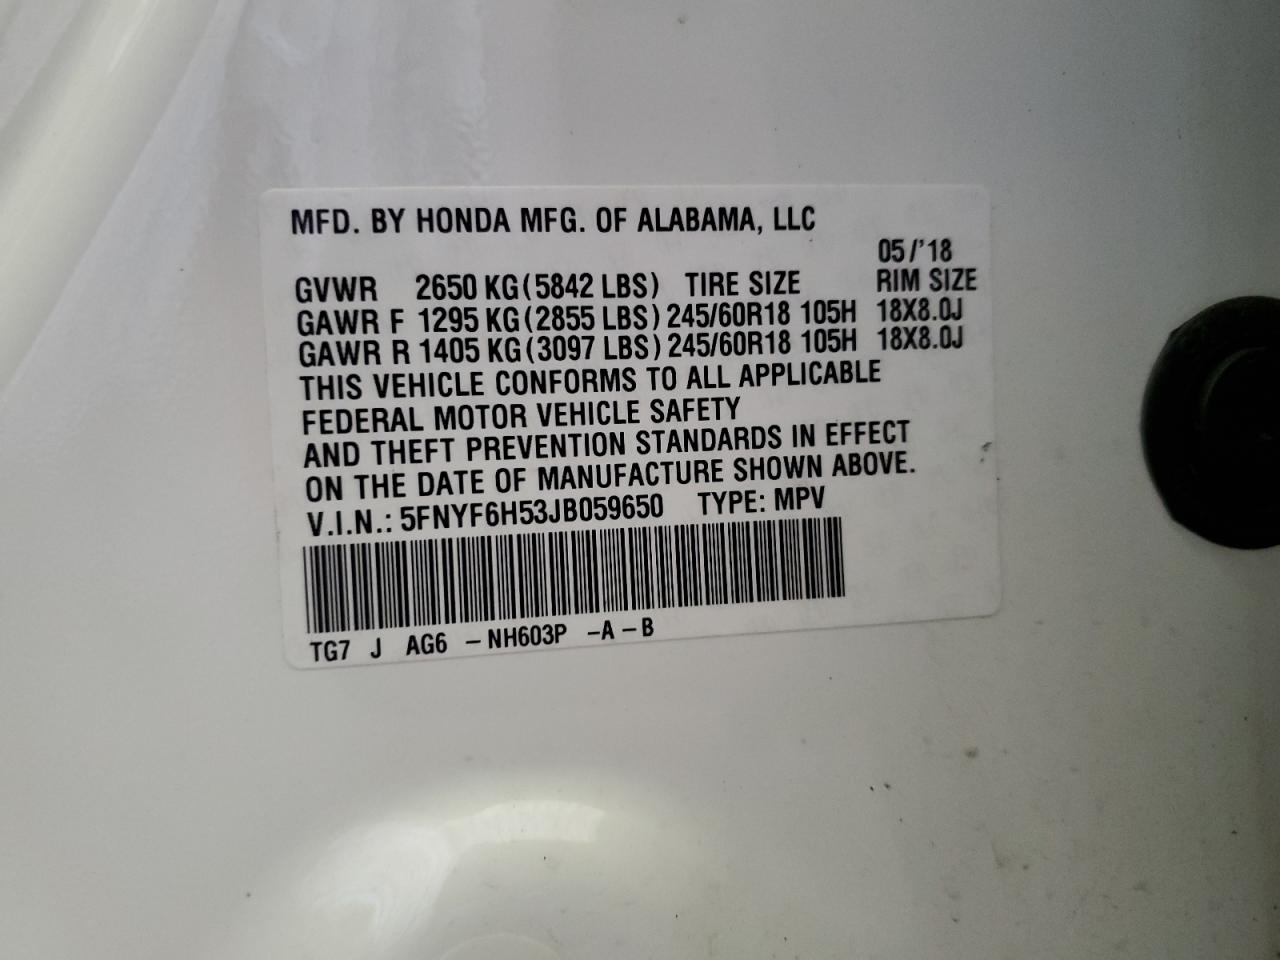 MFD. BY HONDA MFG. OF ALABAMA, LLC
05/'18
GVWR 2650 KG(5842 LBS) TIRE SIZE RIM SIZE
GAWR F 1295 KG(2855 LBS) 245/60R18 105H 18X8.0J
GAWR R 1405 KG(3097 LBS) 245/60R18 105H 18X8.0J
THIS VEHICLE CONFORMS TO ALL APPLICABLE
FEDERAL MOTOR VEHICLE SAFETY
AND THEFT PREVENTION STANDARDS IN EFFECT
ON THE DATE OF MANUFACTURE SHOWN ABOVE.
V.I.N.: 5FNYF6H53JB059650 TYPE: MPV
TG7 J AG6 -NH603P -A-B